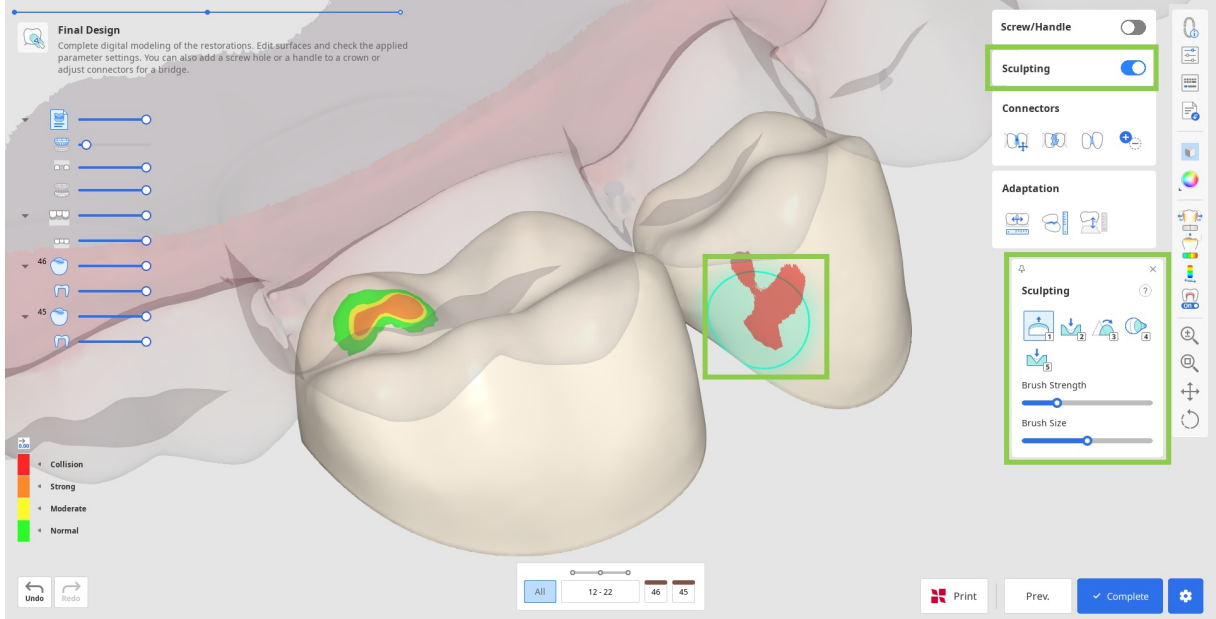 Final Design
Complete digital modeling of the restorations. Edit surfaces and check the applied
parameter settings. You can also add a screw hole or a handle to a crown or
adjust connectors for a bridge.
46
45
0.00
Collision
Strong
Moderate
Normal
Undo
Redo
All
12 - 22
46
45
Print
Prev.
Complete
Screw/Handle
Sculpting
Connectors
Adaptation
Sculpting
?
1
2
3
4
5
Brush Strength
Brush Size
ON